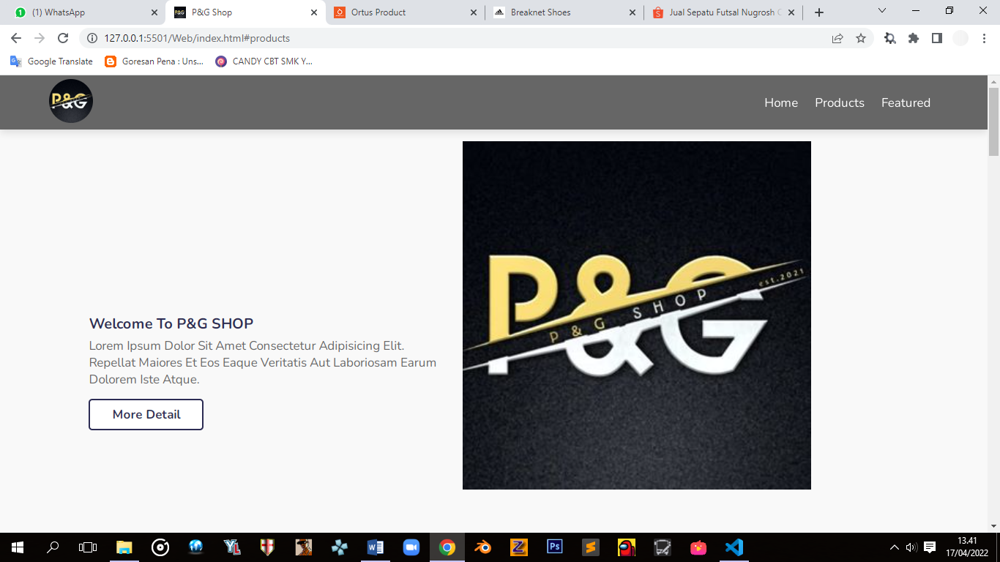 (1) WhatsApp
P&G Shop
Ortus Product
Breaknet Shoes
Jual Sepatu Futsal Nugrosh
127.0.0.1:5501/Web/index.html#products
Google Translate
Goresan Pena : Uns...
CANDY CBT SMK Y...
P&G
Home
Products
Featured
P&G
est.2021
P & G SHOP
Welcome To P&G SHOP
Lorem Ipsum Dolor Sit Amet Consectetur Adipisicing Elit.
Repellat Maiores Et Eos Eaque Veritatis Aut Laboriosam Earum
Dolorem Iste Atque.
More Detail
13.41
17/04/2022